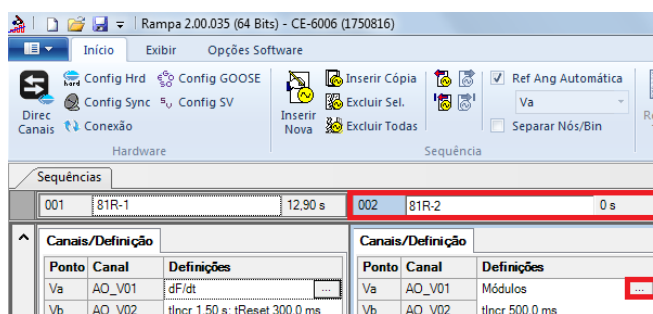 Rampa 2.00.035 (64 Bits) - CE-6006 (1750816)
Início Exibir Opções Software
Direc Canais
Config Hrd Config GOOSE
Config Sync Config SV
Conexão
Hardware
Inserir Nova
Inserir Cópia
Excluir Sel.
Excluir Todas
Ref Ang Automática
Va
Separar Nós/Bin
Sequência
Sequências
001 81R-1 12,90 s 002 81R-2 0 s
Canais/Definição Canais/Definição
Ponto Canal Definições Ponto Canal Definições
Va AO_V01 dF/dt ... Va AO_V01 Módulos ...
Vb AO_V02 tIncr 1,50 s; tReset 300,0 ms Vb AO_V02 tIncr 500,0 ms